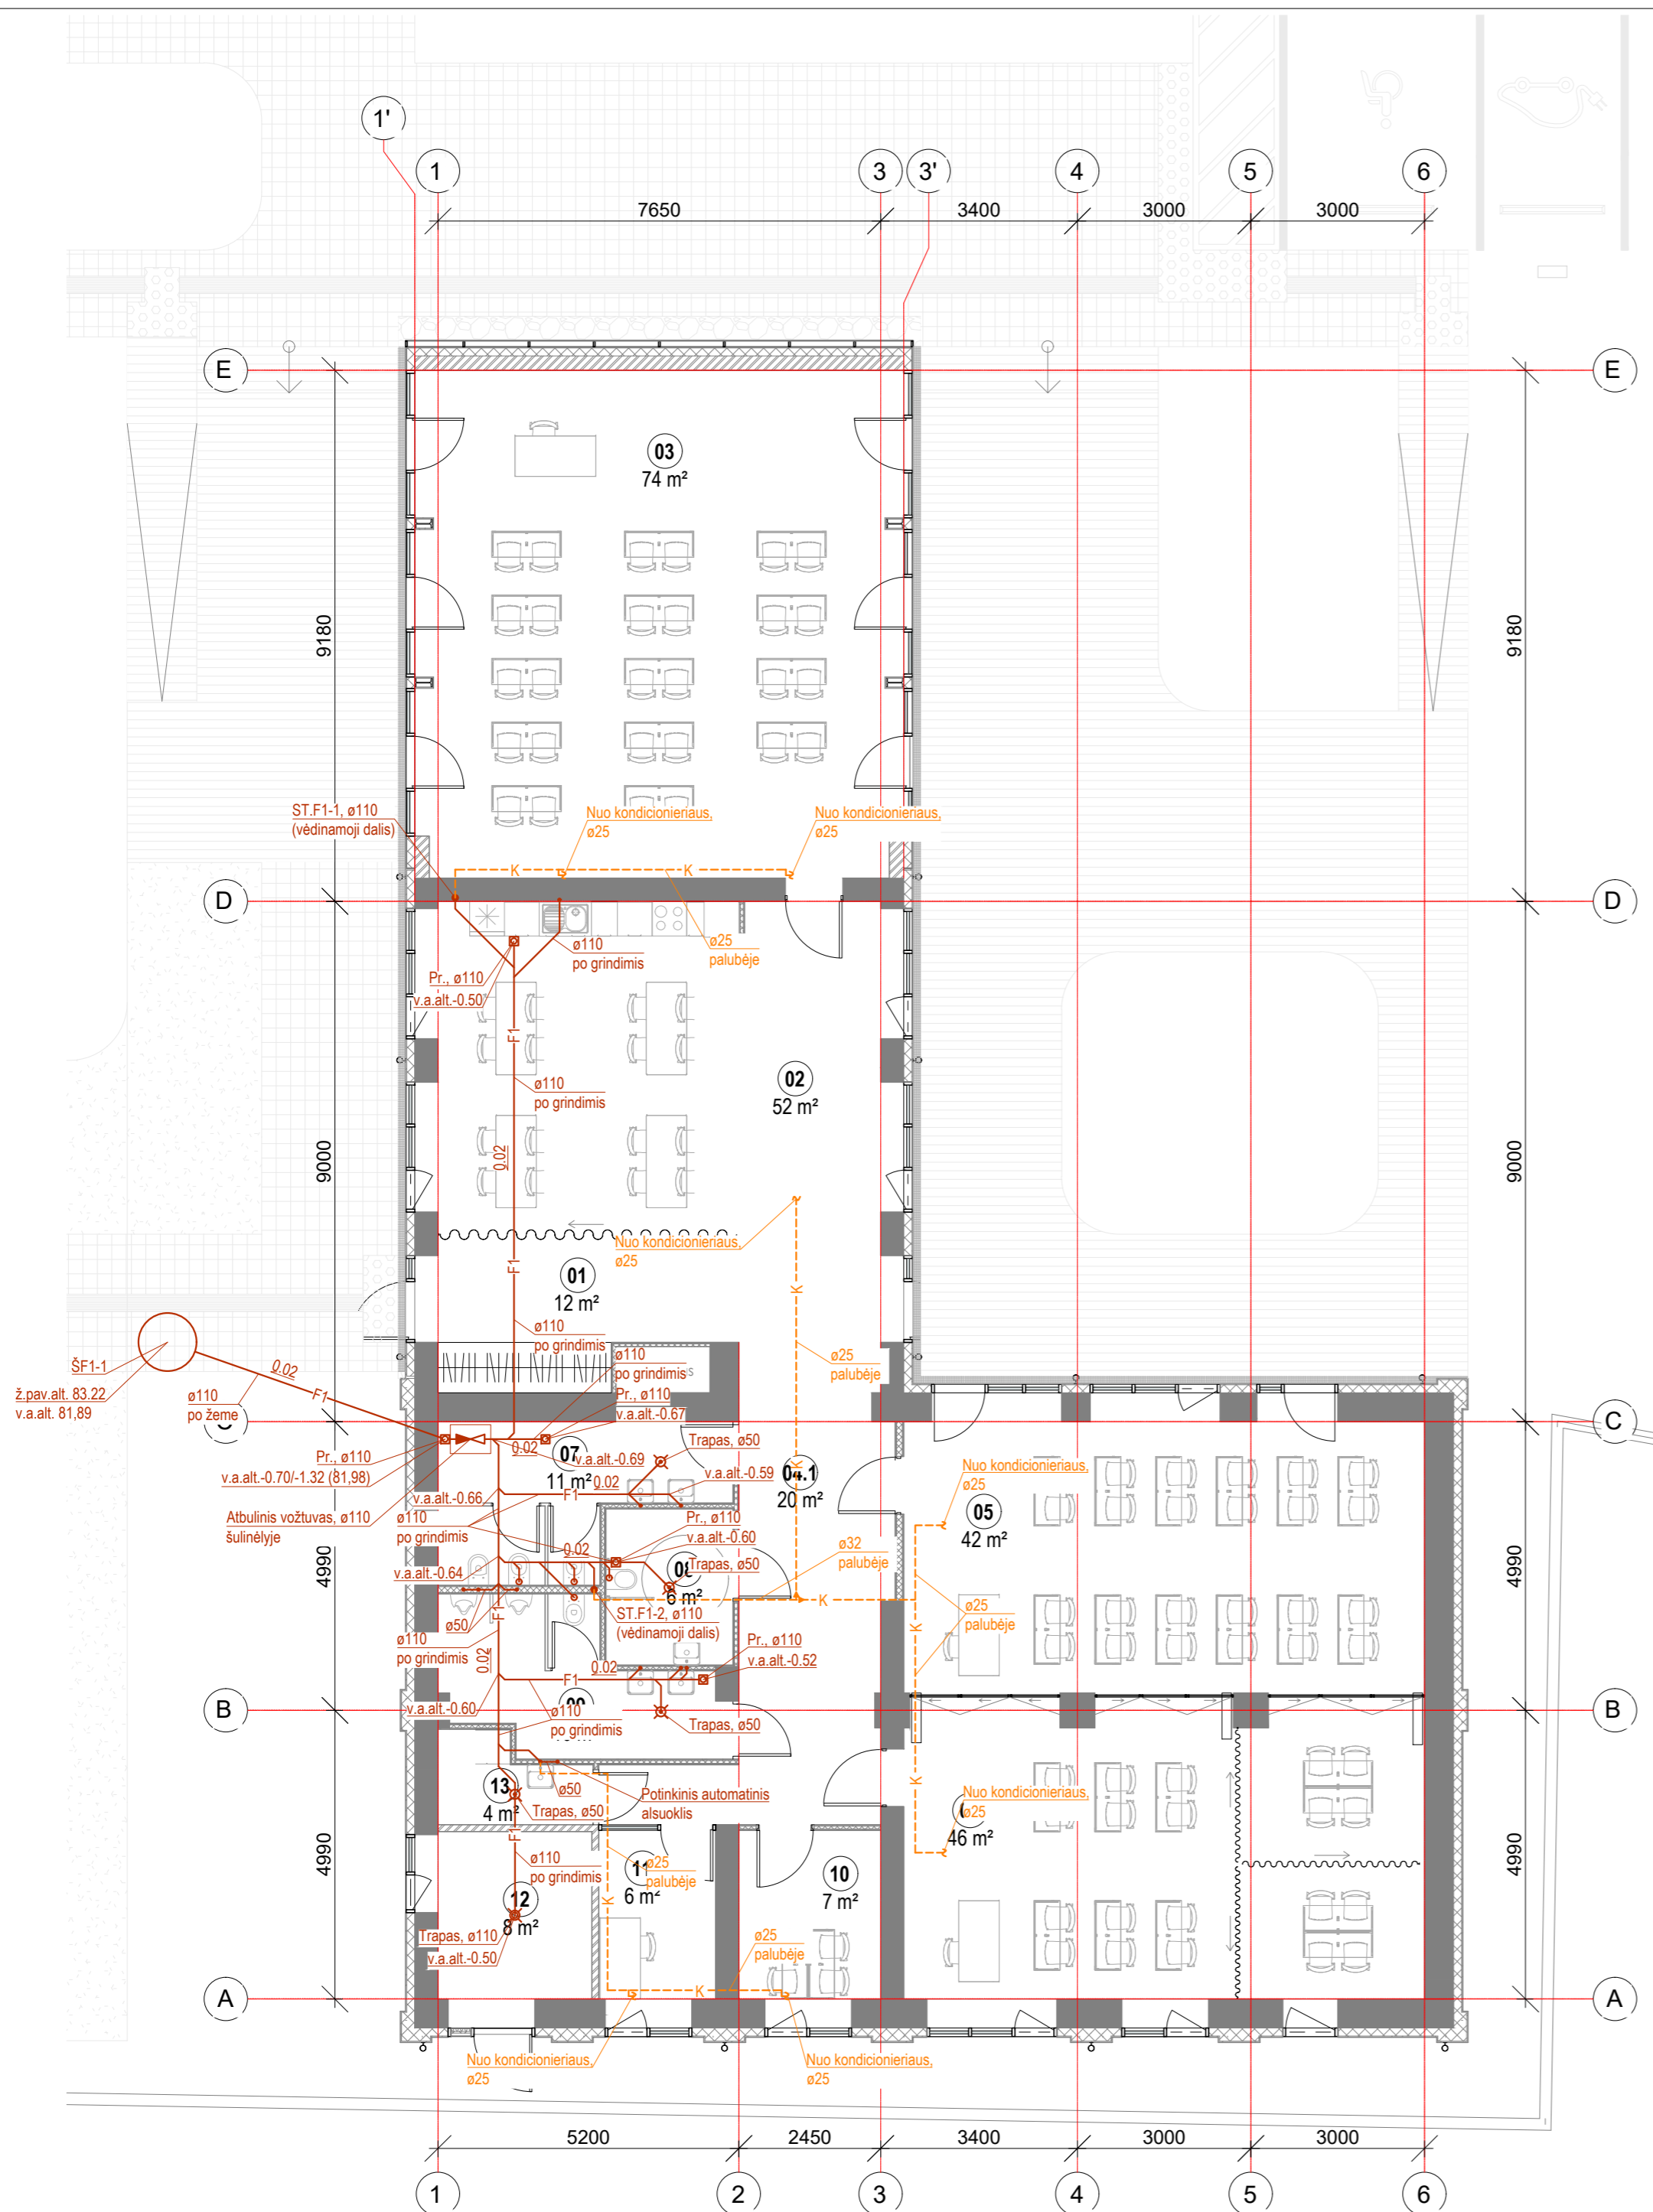 1'
1
3
3'
4
5
6
7650
3400
3000
3000
E
E
03
74 m²
9180
9180
ST.F1-1, ø110
(vėdinamoji dalis)
Nuo kondicionieriaus,
ø25
Nuo kondicionieriaus,
ø25
K
K
D
D
ø110
po grindimis
ø25
palubėje
Pr., ø110
v.a.alt.-0.50
F1
02
52 m²
ø110
po grindimis
0.02
9000
9000
Nuo kondicionieriaus,
ø25
F1
01
12 m²
K
ø110
po grindimis
ø110
po grindimis
ø25
palubėje
ŠF1-1
ž.pav.alt. 83.22
v.a.alt. 81,89
0.02
F1
ø110
po žeme
Pr., ø110
v.a.alt.-0.67
C
0.02
07
11 m²
v.a.alt.-0.69
Trapas, ø50
Pr., ø110
v.a.alt.-0.70/-1.32 (81,98)
K
04.1
20 m²
Nuo kondicionieriaus,
ø25
v.a.alt.-0.59
0.02
F1
v.a.alt.-0.66
Atbulinis vožtuvas, ø110
šulinėlyje
ø110
po grindimis
Pr., ø110
v.a.alt.-0.60
05
42 m²
ø32
palubėje
0.02
v.a.alt.-0.64
Trapas, ø50
6 m²
4990
4990
K
K
F1
ø50
ST.F1-2, ø110
(vėdinamoji dalis)
ø25
palubėje
ø110
po grindimis
0.02
Pr., ø110
v.a.alt.-0.52
0.02
F1
v.a.alt.-0.60
ø110
po grindimis
Trapas, ø50
B
B
K
13
4 m²
ø50
Potinkinis automatinis
alsuoklis
Trapas, ø50
Nuo kondicionieriaus,
ø25
46 m²
F1
ø110
po grindimis
ø25
palubėje
11
6 m²
10
7 m²
4990
4990
K
12
8 m²
Trapas, ø110
v.a.alt.-0.50
ø25
palubėje
K
A
A
Nuo kondicionieriaus,
ø25
Nuo kondicionieriaus,
ø25
5200
2450
3400
3000
3000
1
2
3
4
5
6